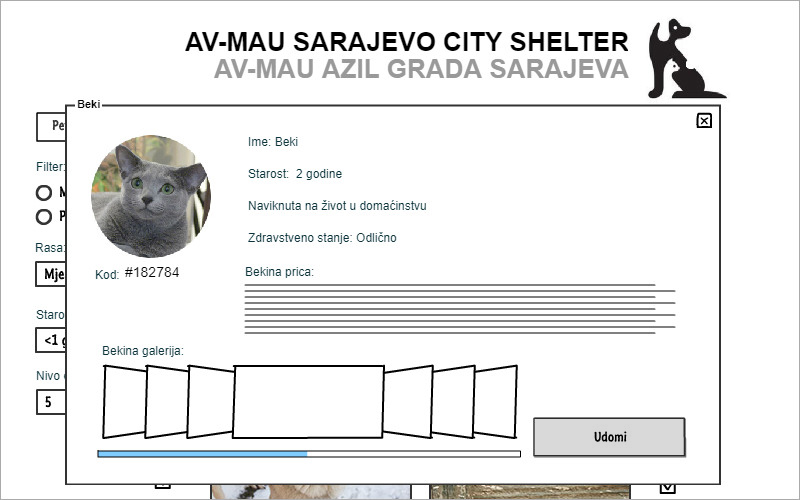 AV-MAU SARAJEVO CITY SHELTER
AV-MAU AZIL GRADA SARAJEVA
Beki
Filter:
Rasa:
Mje
Staro
<1 g
Nivo
5
Ime: Beki
Starost: 2 godine
Naviknuta na život u domaćinstvu
Zdravstveno stanje: Odlično
Kod: #182784
Bekina prica:
Bekina galerija:
Udomi